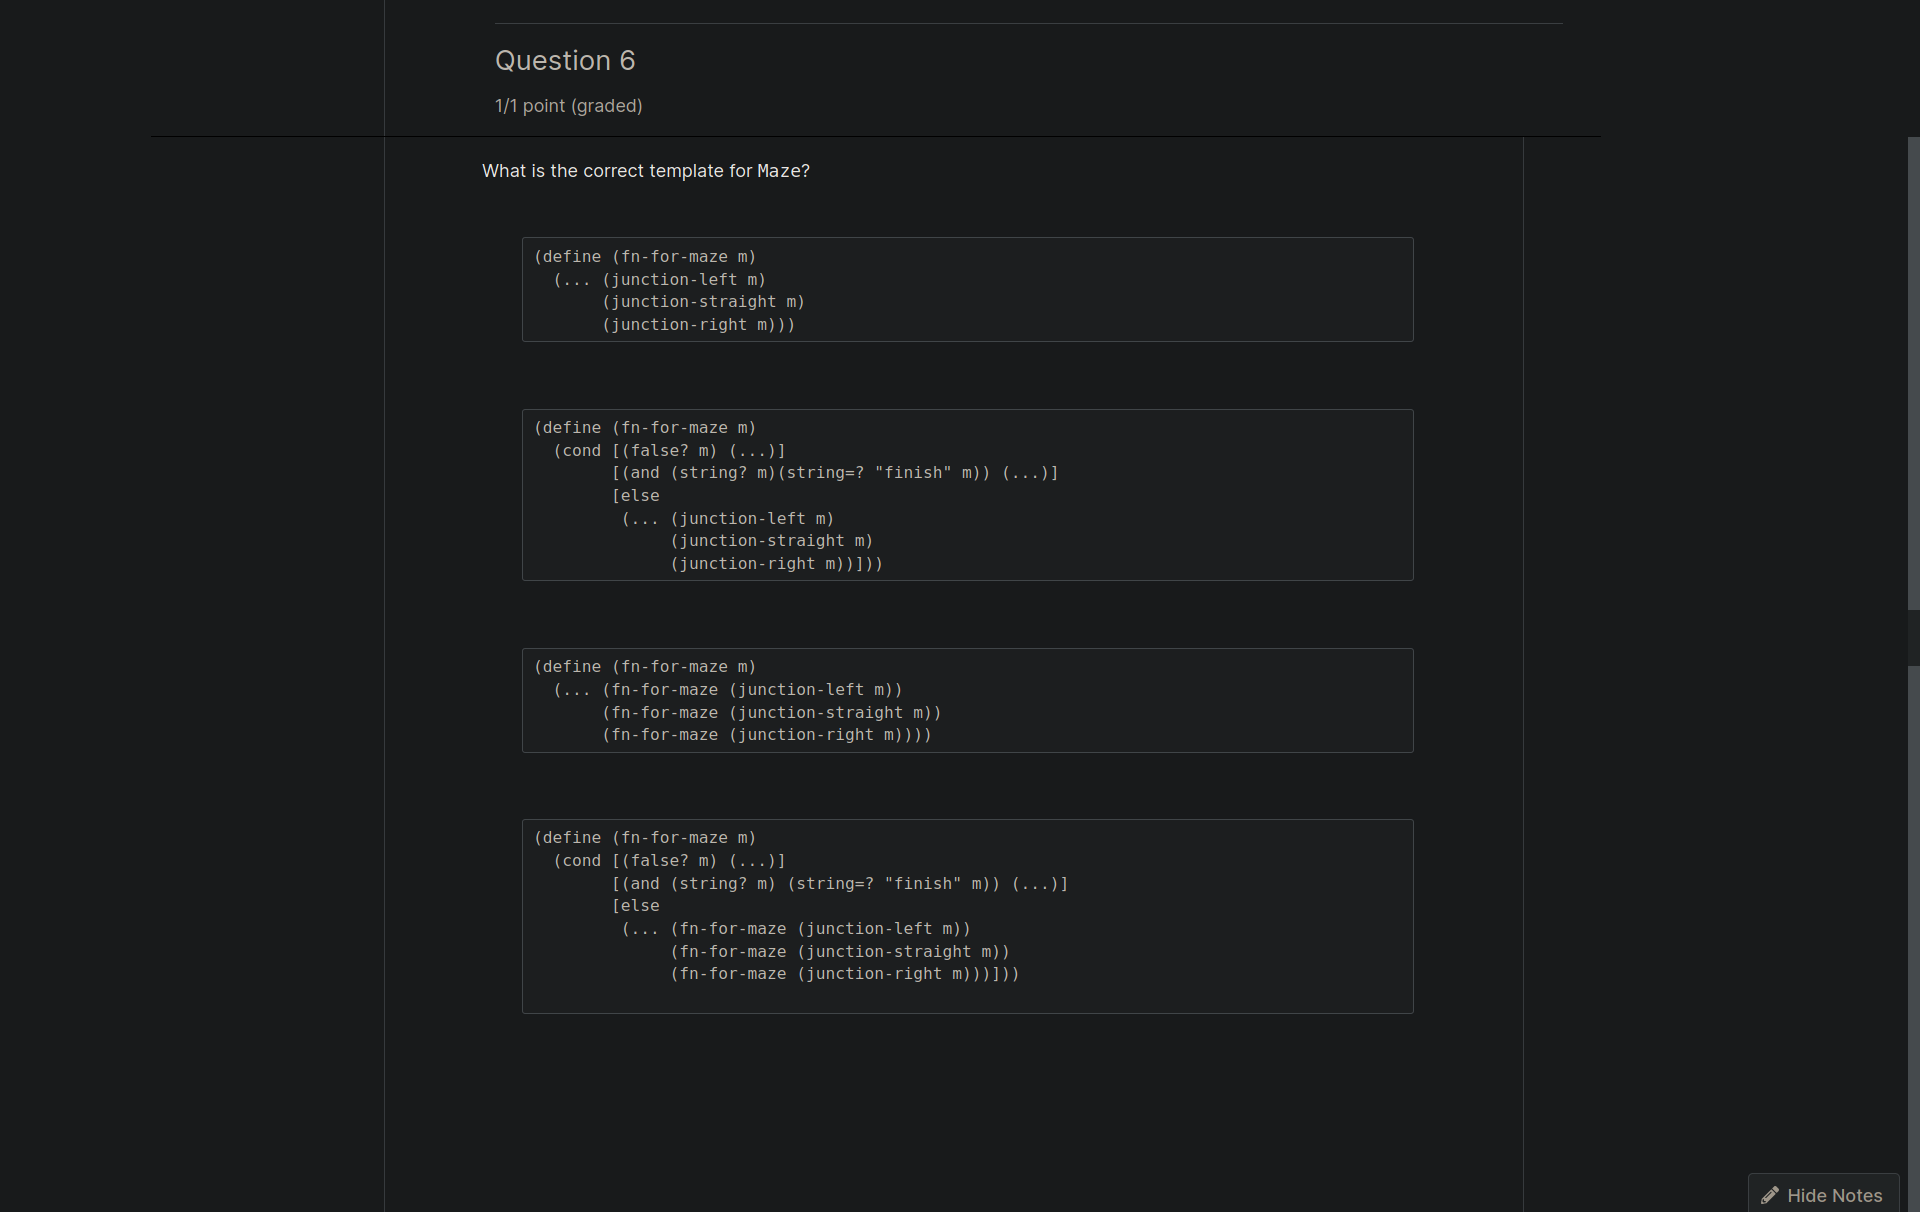 Question 6
1/1 point (graded)
What is the correct template for Maze?
(define (fn-for-maze m)
  (... (junction-left m)
       (junction-straight m)
       (junction-right m)))
(define (fn-for-maze m)
  (cond [(false? m) (...)]
        [(and (string? m)(string=? "finish" m)) (...)]
        [else
         (... (junction-left m)
              (junction-straight m)
              (junction-right m))]))
(define (fn-for-maze m)
  (... (fn-for-maze (junction-left m))
       (fn-for-maze (junction-straight m))
       (fn-for-maze (junction-right m))))
(define (fn-for-maze m)
  (cond [(false? m) (...)]
        [(and (string? m) (string=? "finish" m)) (...)]
        [else
         (... (fn-for-maze (junction-left m))
              (fn-for-maze (junction-straight m))
              (fn-for-maze (junction-right m)))]))
Hide Notes